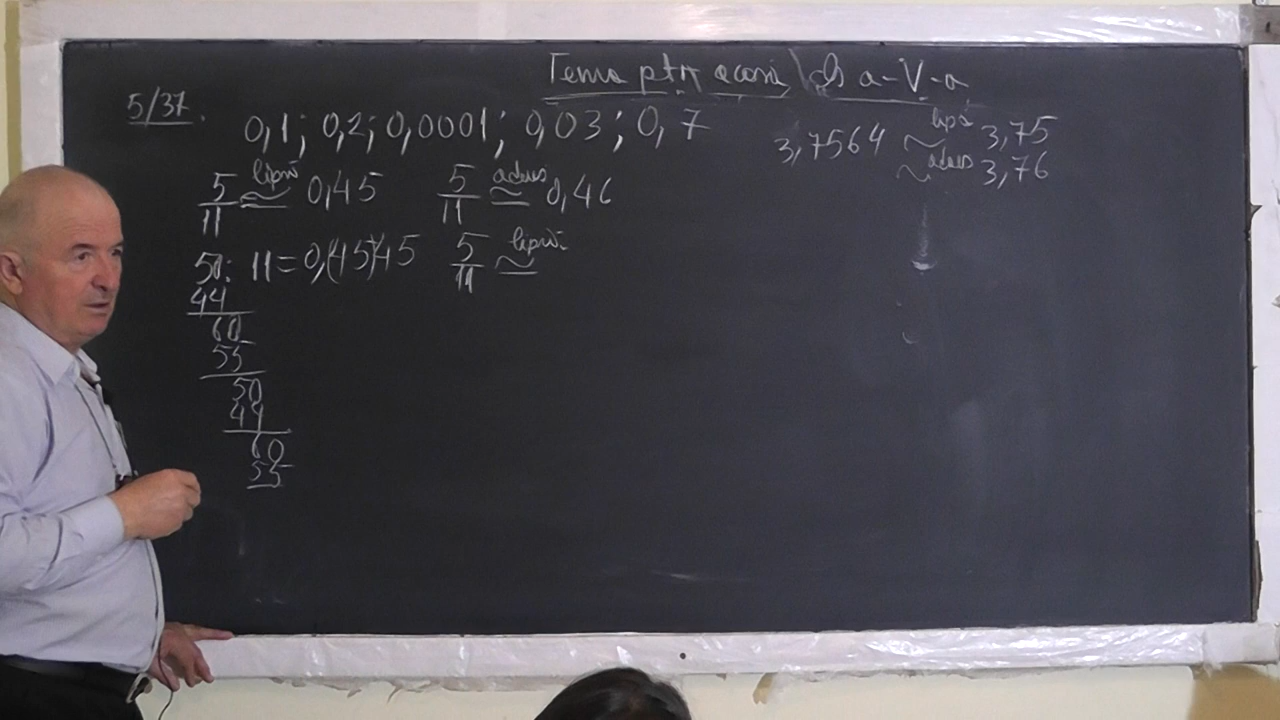 Tema ptr acasă, cls a-V-a
5/37.
0,1; 0,2; 0,0001; 0,03; 0,7
3,7564 ≈ lipsă 3,75
≈ adaus 3,76
5/11 ≅ lipsă 0,45 5/11 ≅ adaus 0,46
50: 11=0,(45)45 5/11 ≅ lipsă
44
60
55
50
44
60
55